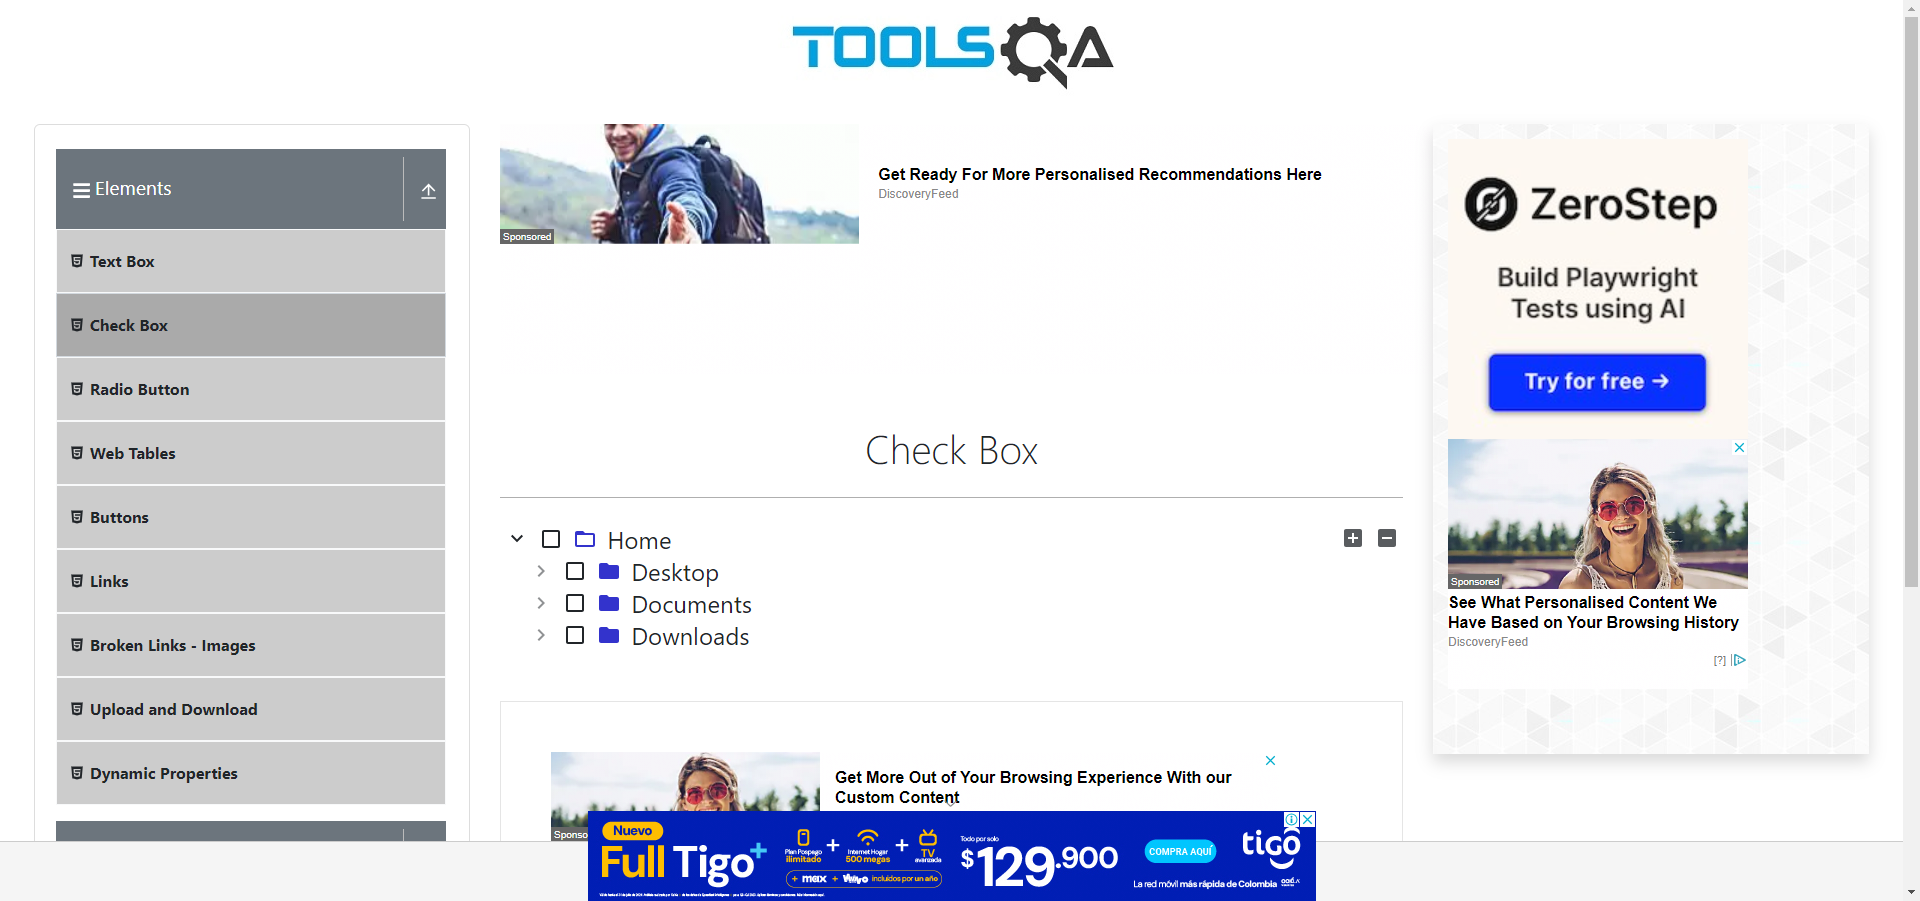 TOOLSQA
Elements
Text Box
Check Box
Radio Button
Web Tables
Buttons
Links
Broken Links - Images
Upload and Download
Dynamic Properties
Sponsored
Get Ready For More Personalised Recommendations Here
DiscoveryFeed
Check Box
Home
Desktop
Documents
Downloads
Get More Out of Your Browsing Experience With our
Custom Content
Sponso
ZeroStep
Build Playwright
Tests using AI
Try for free →
Sponsored
See What Personalised Content We
Have Based on Your Browsing History
DiscoveryFeed
[?]
Nuevo
Full Tigo+
Plan Pospago
ilimitado
+
Internet Hogar
500 megas
+
TV
avanzada
+ max + incluidos por un año
Todo por solo
$129.900
COMPRA AQUÍ
tigo
La red móvil más rápida de Colombia